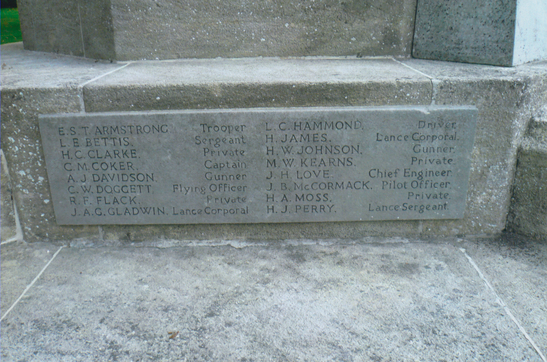 E.S.T. ARMSTRONG. Trooper.
L.E. BETTIS. Sergeant.
H.C. CLARKE. Private.
C.M. COKER. Captain.
A.J. DAVIDSON. Gunner.
C.W. DOGGETT. Flying Officer.
R.F. FLACK. Private.
J.A.G. GLADWIN. Lance Corporal.
L.C. HAMMOND. Driver.
H. JAMES. Lance Corporal.
H.W. JOHNSON. Gunner.
M.W. KEARNS. Private.
J.H. LOVE. Chief Engineer.
J.B. McCORMACK. Pilot Officer.
H.A. MOSS. Private.
H.J. PERRY. Lance Sergeant.